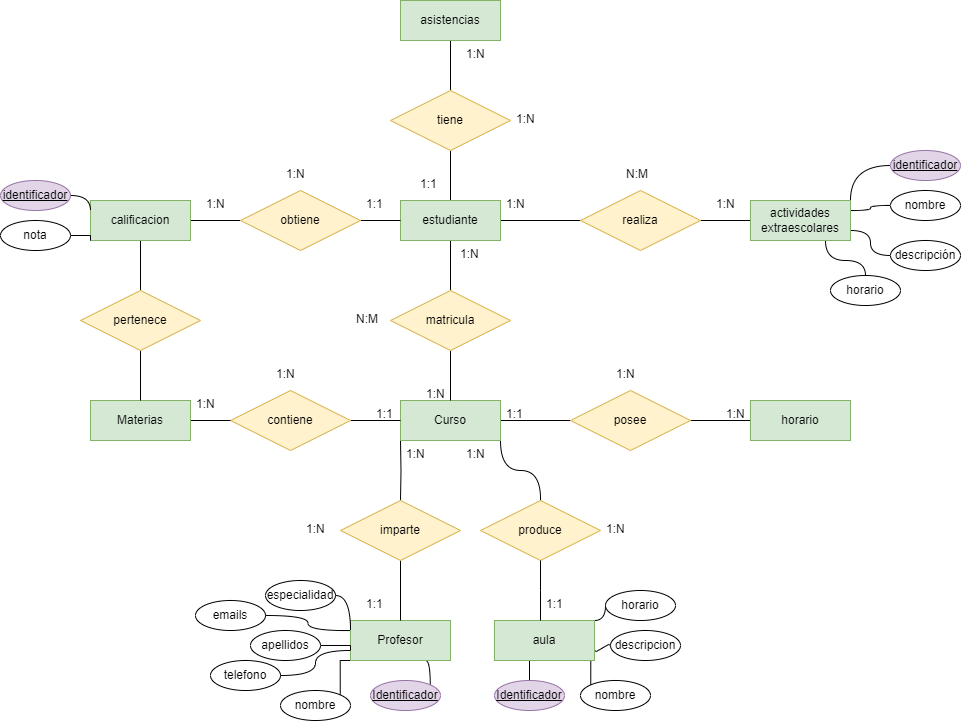 asistencias
1:N
tiene
1:N
1:1
1:N
N:M
identificador
nota
calificacion
1:N
obtiene
1:1
estudiante
1:N
realiza
1:N
actividades
extraescolares
identificador
nombre
descripción
horario
1:N
pertenece
N:M
matricula
1:N
1:N
1:N
Materias
1:N
contiene
1:1
Curso
1:1
posee
1:N
horario
1:N
1:N
1:N
imparte
produce
1:N
1:1
1:1
especialidad
emails
apellidos
telefono
nombre
Profesor
Identificador
aula
horario
descripcion
Identificador
nombre